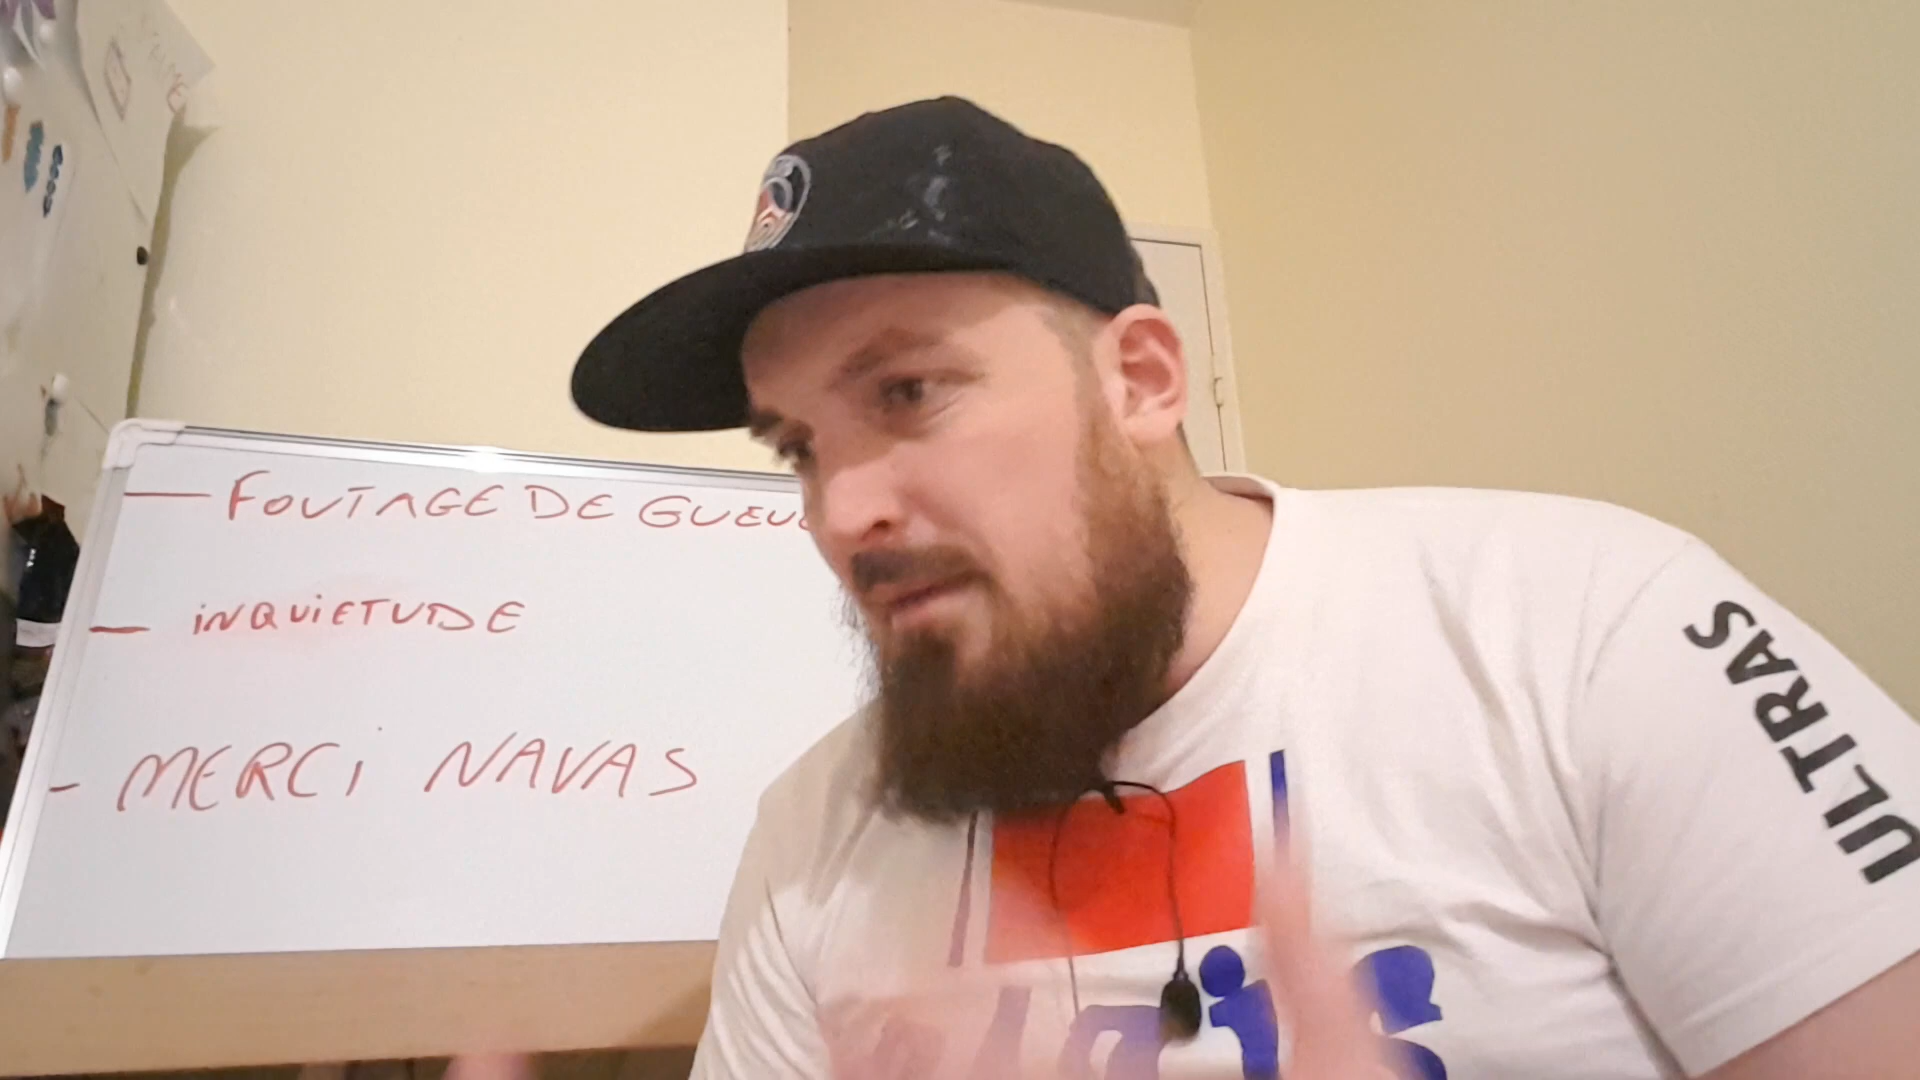 — FOUTAGE DE GUEU
— iNQUiETUDE
- MERCi NAVAS
ULTRAS